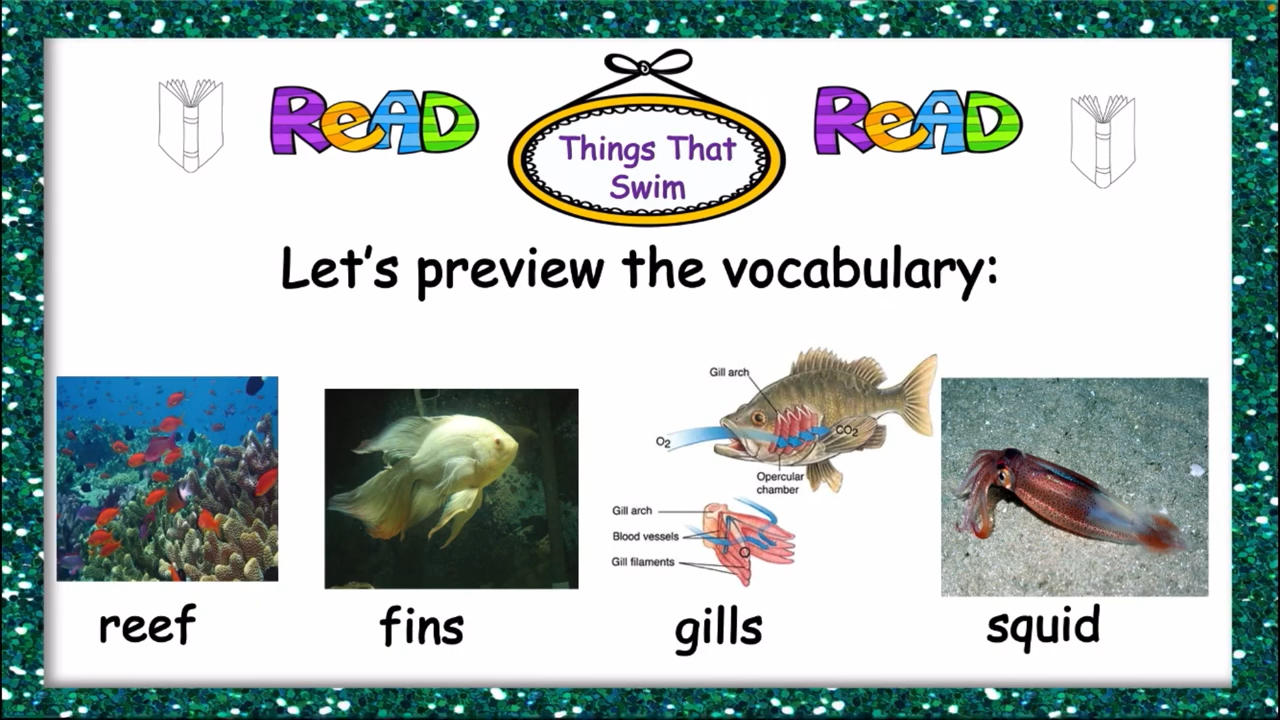 ReAD
Things That
Swim
ReAD
Let's preview the vocabulary:
Gill arch
O2
CO2
Opercular
chamber
Gill arch
Blood vessels
Gill filaments
reef
fins
gills
squid